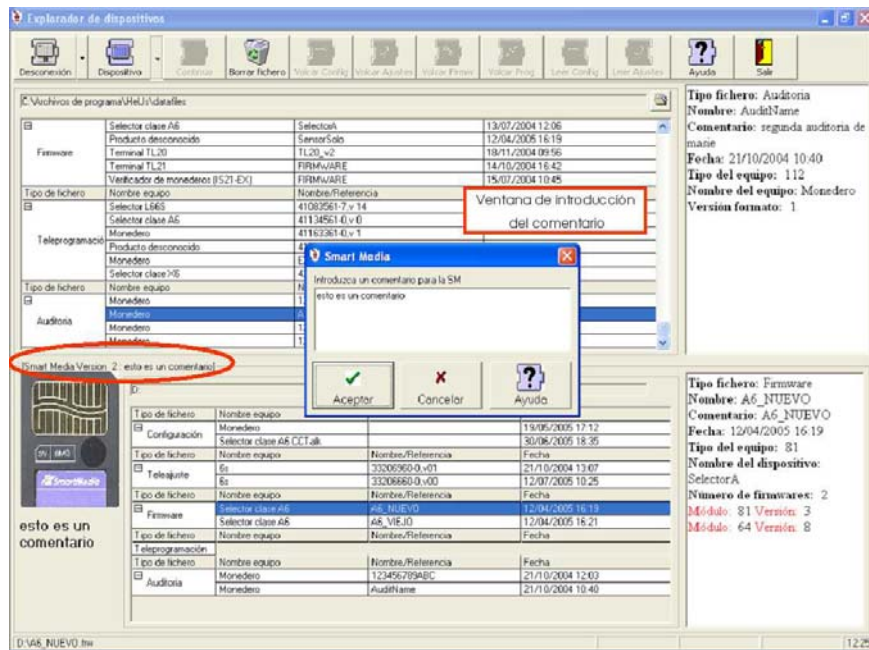 Explorador de dispositivos
Desconexión Dispositivo Continuar Borrar fichero Volcar Config Volcar Ajustes Volcar Firmw Volcar Prog Leer Config Leer Ajustes Ayuda Salir
C:\Archivos de programa\HeUs\datafiles
Firmware
Selector clase A6 SelectorA 13/07/2004 12:06
Producto desconocido SensorSolo 12/04/2005 16:19
Terminal TL20 TL20_v2 18/11/2004 09:56
Terminal TL21 FIRMWARE 14/10/2004 16:42
Verificador de monederos (IS21-EX) FIRMWARE 15/07/2004 10:45
Tipo de fichero Nombre equipo Nombre/Referencia
Teleprogramació
Selector L66S 41083561-7,v 14
Selector clase A6 41134561-0,v 0
Monedero 41163361-0,v 1
Producto desconocido
Monedero
Selector clase X6
Tipo de fichero Nombre equipo
Auditoria
Monedero
Monedero
Monedero
Monedero
Ventana de introducción
del comentario
Smart Media
Introduzca un comentario para la SM
esto es un comentario
Aceptar Cancelar Ayuda
Tipo fichero: Auditoria
Nombre: AuditName
Comentario: segunda auditoria de
marie
Fecha: 21/10/2004 10:40
Tipo del equipo: 112
Nombre del equipo: Monedero
Versión formato: 1
[Smart Media Version 2 : esto es un comentario]
SmartMedia
esto es un
comentario
D:
Tipo de fichero Nombre equipo
Configuración
Monedero 19/05/2005 17:12
Selector clase A6 CCTalk 30/06/2005 18:35
Tipo de fichero Nombre equipo Nombre/Referencia Fecha
Teleajuste
6s 33206960-0,v01 21/10/2004 13:07
6s 33206660-0,v00 12/07/2005 10:25
Tipo de fichero Nombre equipo Nombre/Referencia Fecha
Firmware
Selector clase A6 A6_NUEVO 12/04/2005 16:19
Selector clase A6 A6_VIEJO 12/04/2005 16:21
Tipo de fichero Nombre equipo Nombre/Referencia Fecha
Teleprogramación
Tipo de fichero Nombre equipo Nombre/Referencia Fecha
Auditoria
Monedero 123456789ABC 21/10/2004 12:03
Monedero AuditName 21/10/2004 10:40
Tipo fichero: Firmware
Nombre: A6_NUEVO
Comentario: A6_NUEVO
Fecha: 12/04/2005 16:19
Tipo del equipo: 81
Nombre del dispositivo:
SelectorA
Número de firmwares: 2
Módulo: 81 Versión: 3
Módulo: 64 Versión: 8
D:\A6_NUEVO.frw 12:25